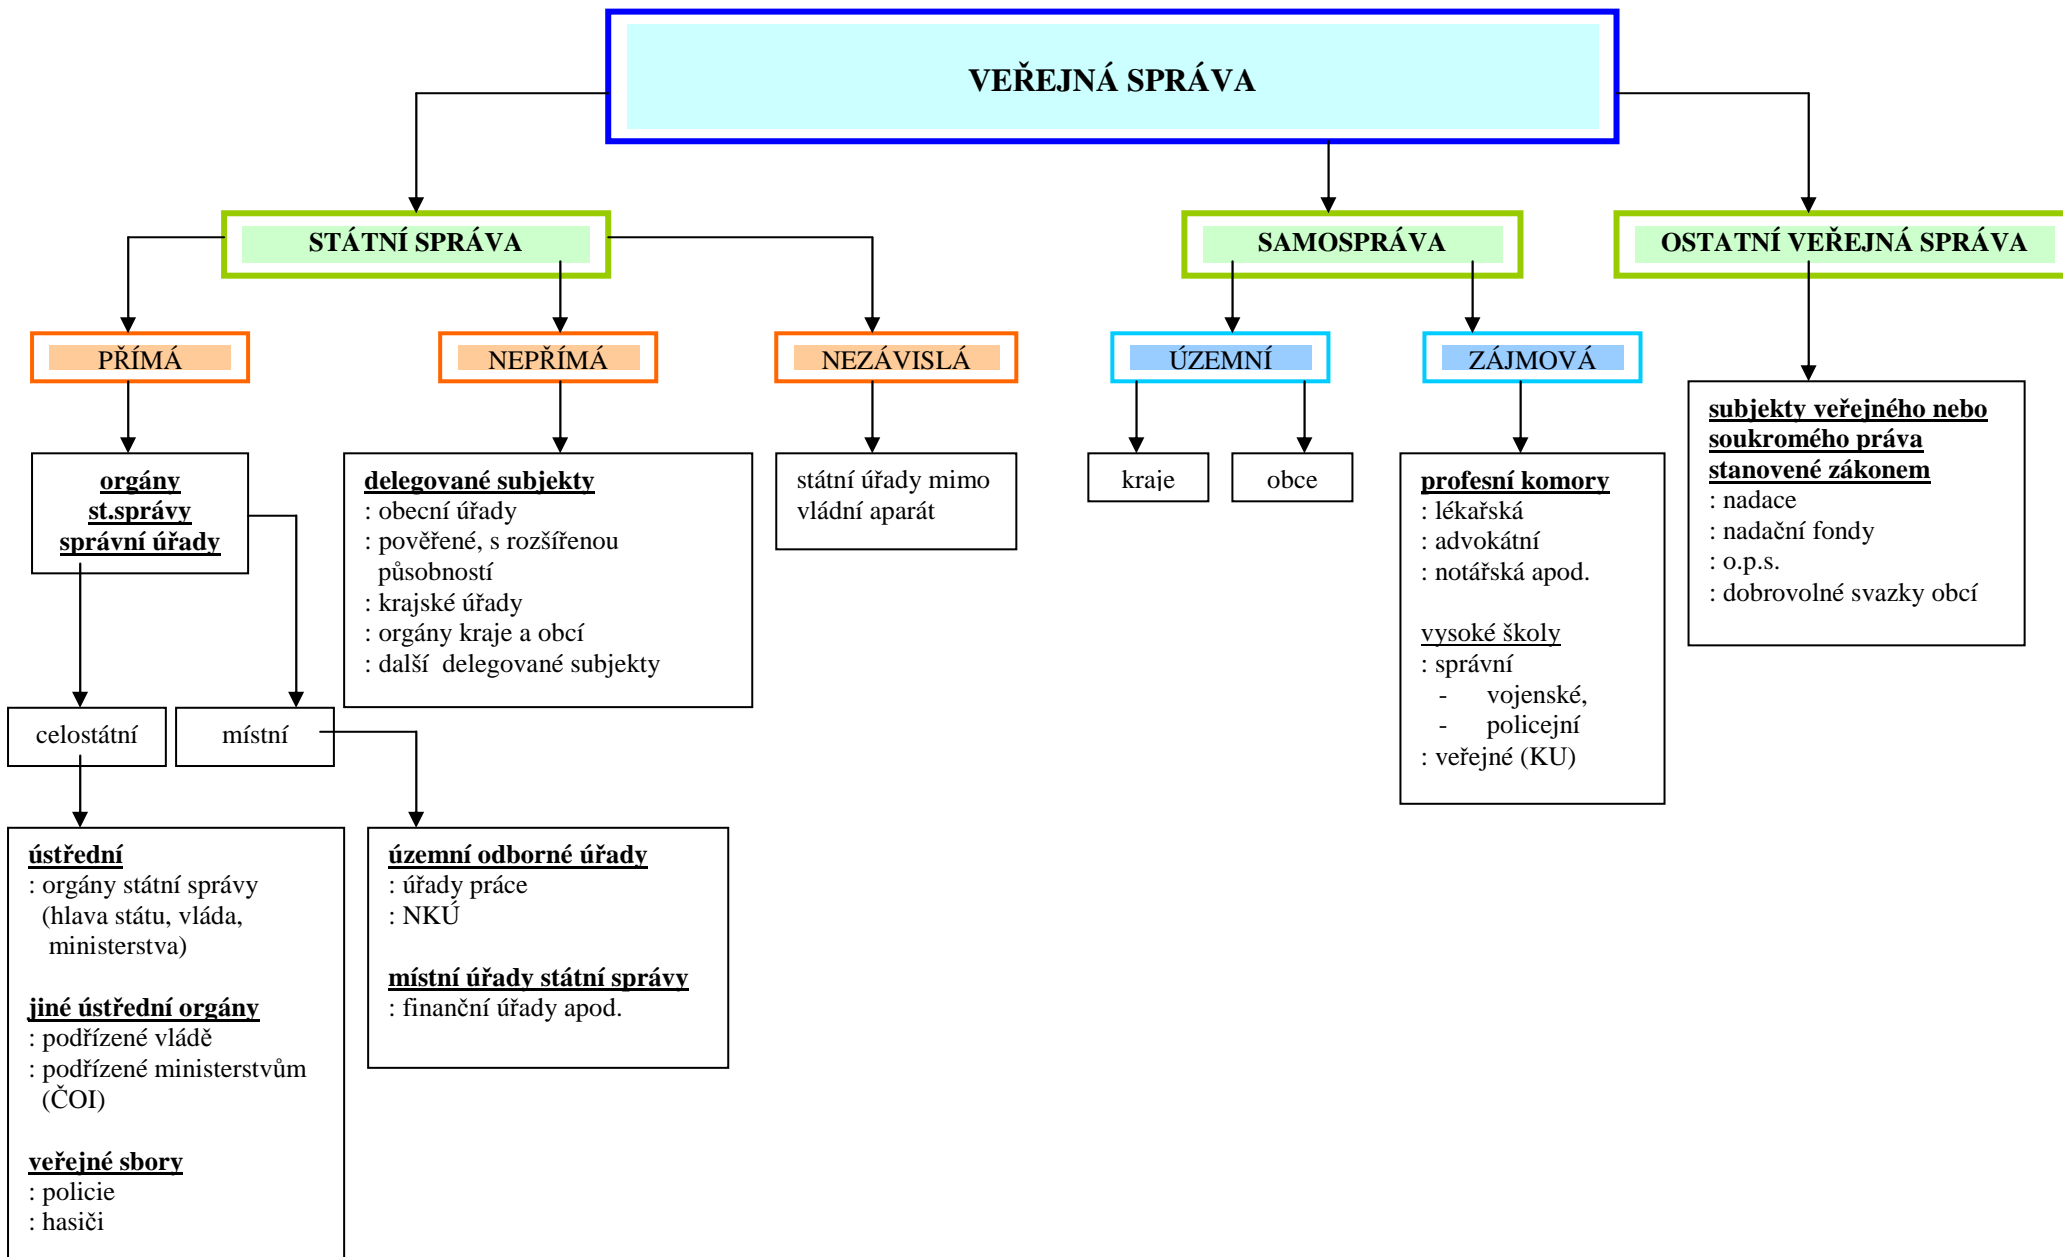 VEŘEJNÁ SPRÁVA
STÁTNÍ SPRÁVA
SAMOSPRÁVA
OSTATNÍ VEŘEJNÁ SPRÁVA
PŘÍMÁ
NEPŘÍMÁ
NEZÁVISLÁ
ÚZEMNÍ
ZÁJMOVÁ
orgány
st.správy
správní úřady
delegované subjekty
: obecní úřady
: pověřené, s rozšířenou
působností
: krajské úřady
: orgány kraje a obcí
: další delegované subjekty
státní úřady mimo
vládní aparát
kraje
obce
profesní komory
: lékařská
: advokátní
: notářská apod.
vysoké školy
: správní
- vojenské,
- policejní
: veřejné (KU)
subjekty veřejného nebo
soukromého práva
stanovené zákonem
: nadace
: nadační fondy
: o.p.s.
: dobrovolné svazky obcí
celostátní
místní
ústřední
: orgány státní správy
(hlava státu, vláda,
ministerstva)
jiné ústřední orgány
: podřízené vládě
: podřízené ministerstvům
(ČOI)
veřejné sbory
: policie
: hasiči
územní odborné úřady
: úřady práce
: NKÚ
místní úřady státní správy
: finanční úřady apod.